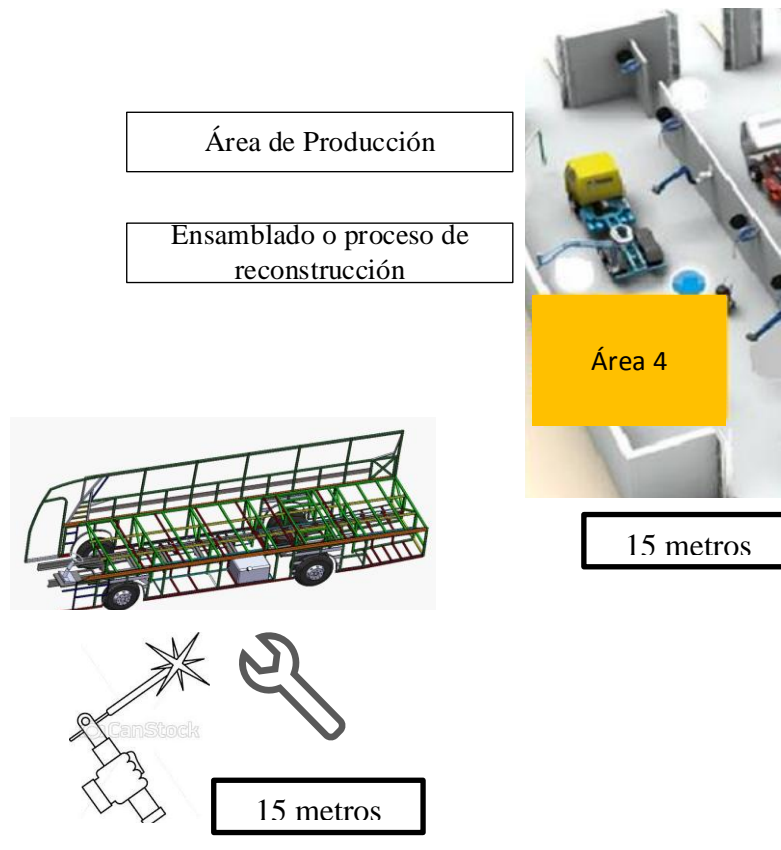 Área de Producción
Ensamblado o proceso de
reconstrucción
Área 4
15 metros
CanStock
15 metros